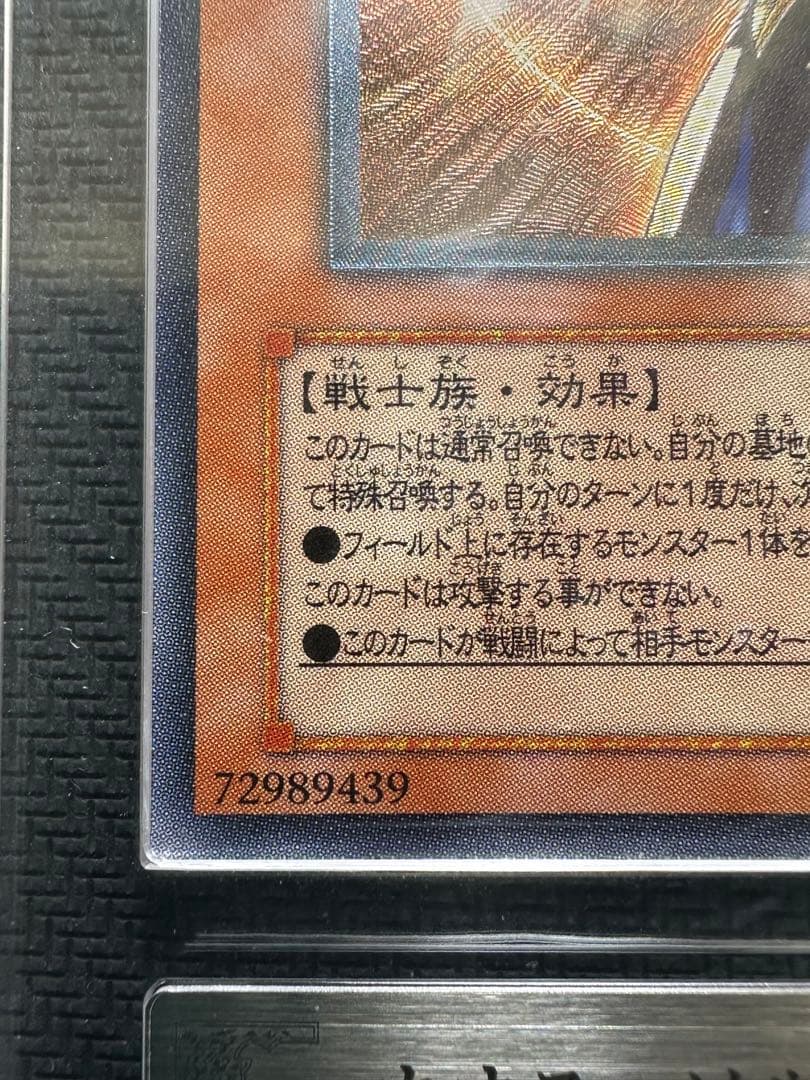 【戦士族・効果】
このカードは通常召喚できない。自分の墓地
て特殊召喚する。自分のターンに1度だけ、
●フィールド上に存在するモンスター1体を
このカードは攻撃する事ができない。
●このカードが戦闘によって相手モンスター
72989439